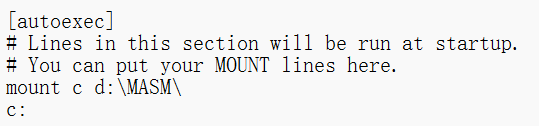 [autoexec]
# Lines in this section will be run at startup.
# You can put your MOUNT lines here.
mount c d:\MASM\
c: